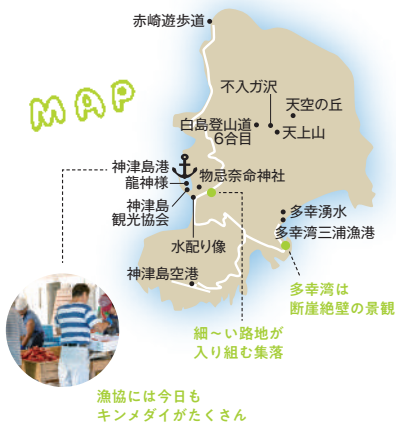 赤崎遊歩道
MAP
不入ガ沢
天空の丘
白島登山道
6合目
天上山
神津島港
龍神様
物忌奈命神社
神津島
観光協会
水配り像
多幸湧水
多幸湾三浦漁港
神津島空港
多幸湾は
断崖絶壁の景観
細〜い路地が
入り組む集落
漁協には今日も
キンメダイがたくさん